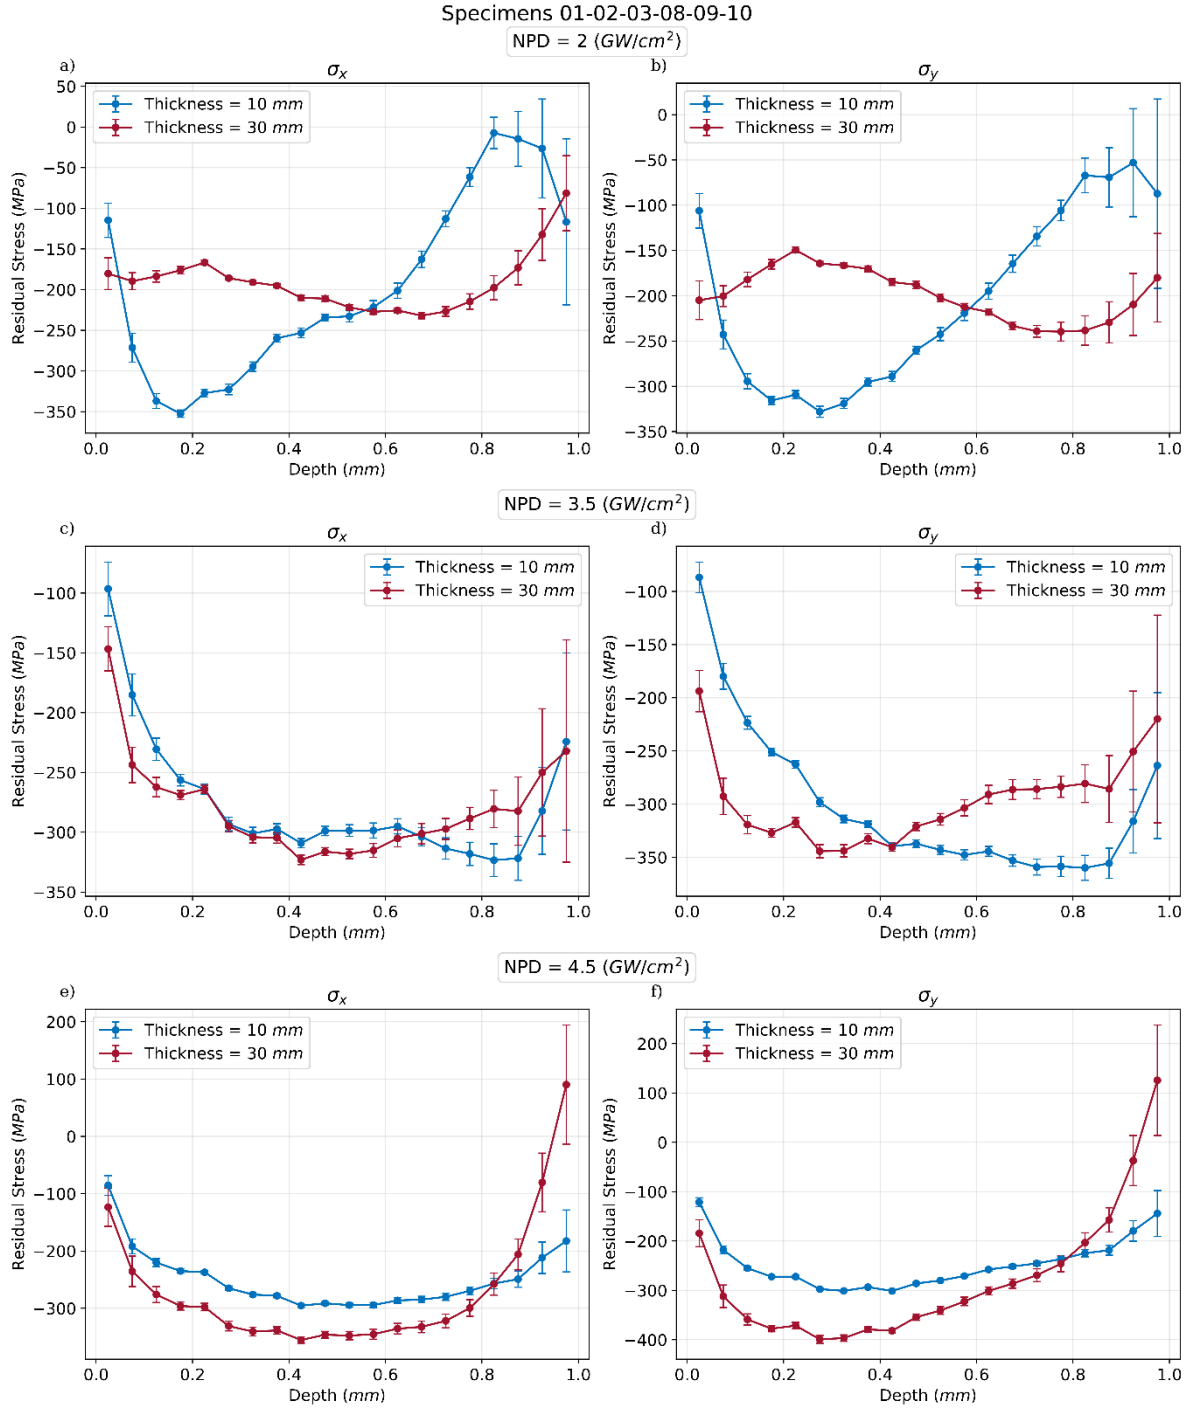 Specimens 01-02-03-08-09-10
NPD = 2 (GW/cm²)
a)
σx
Thickness = 10 mm
Thickness = 30 mm
50
0
−50
−100
−150
−200
−250
−300
−350
Residual Stress (MPa)
0.0 0.2 0.4 0.6 0.8 1.0
Depth (mm)
b)
σy
Thickness = 10 mm
Thickness = 30 mm
0
−50
−100
−150
−200
−250
−300
−350
Residual Stress (MPa)
0.0 0.2 0.4 0.6 0.8 1.0
Depth (mm)
NPD = 3.5 (GW/cm²)
c)
σx
Thickness = 10 mm
Thickness = 30 mm
−100
−150
−200
−250
−300
−350
Residual Stress (MPa)
0.0 0.2 0.4 0.6 0.8 1.0
Depth (mm)
d)
σy
Thickness = 10 mm
Thickness = 30 mm
−100
−150
−200
−250
−300
−350
Residual Stress (MPa)
0.0 0.2 0.4 0.6 0.8 1.0
Depth (mm)
NPD = 4.5 (GW/cm²)
e)
σx
Thickness = 10 mm
Thickness = 30 mm
200
100
0
−100
−200
−300
Residual Stress (MPa)
0.0 0.2 0.4 0.6 0.8 1.0
Depth (mm)
f)
σy
Thickness = 10 mm
Thickness = 30 mm
200
100
0
−100
−200
−300
−400
Residual Stress (MPa)
0.0 0.2 0.4 0.6 0.8 1.0
Depth (mm)